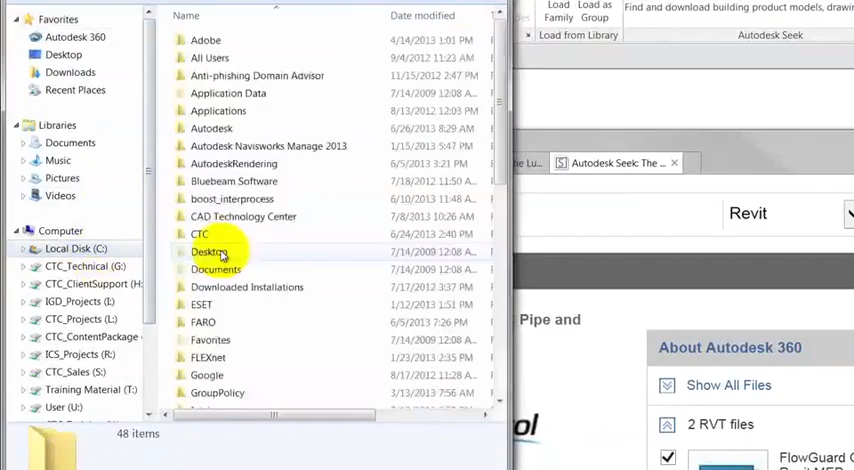 Name Date modified
Favorites
Autodesk 360
Desktop
Downloads
Recent Places
Libraries
Documents
Music
Pictures
Videos
Computer
Local Disk (C:)
CTC_Technical (G:)
CTC_ClientSupport (H:
IGD_Projects (I:)
CTC_Projects (L:)
CTC_ContentPackage
ICS_Projects (R:)
CTC_Sales (S:)
Training Material (T:)
User (U:)
Adobe 4/14/2013 1:01 PM
All Users 9/4/2012 11:23 AM
Anti-phishing Domain Advisor 11/15/2012 2:47 PM
Application Data 7/14/2009 12:08 A...
Applications 8/13/2012 12:03 PM
Autodesk 6/26/2013 8:29 AM
Autodesk Navisworks Manage 2013 1/15/2013 5:47 PM
AutodeskRendering 6/5/2013 3:21 PM
Bluebeam Software 7/18/2012 11:50 A...
boost_interprocess 6/10/2013 11:48 A...
CAD Technology Center 7/8/2013 10:26 AM
CTC 6/24/2013 2:40 PM
Desktop 7/14/2009 12:08 A...
Documents 7/14/2009 12:08 A...
Downloaded Installations 7/17/2012 3:37 PM
ESET 1/12/2013 1:51 PM
FARO 6/5/2013 7:26 PM
Favorites 7/14/2009 12:08 A...
FLEXnet 1/23/2013 2:35 PM
Google 8/17/2012 11:28 A...
GroupPolicy 3/13/2013 7:56 AM
48 items
Load Family
Load as Group
Load from Library
Find and download building product models, drawin
Autodesk Seek
he Lu...
Autodesk Seek: The ...
Revit
Pipe and
ol
About Autodesk 360
Show All Files
2 RVT files
FlowGuard G